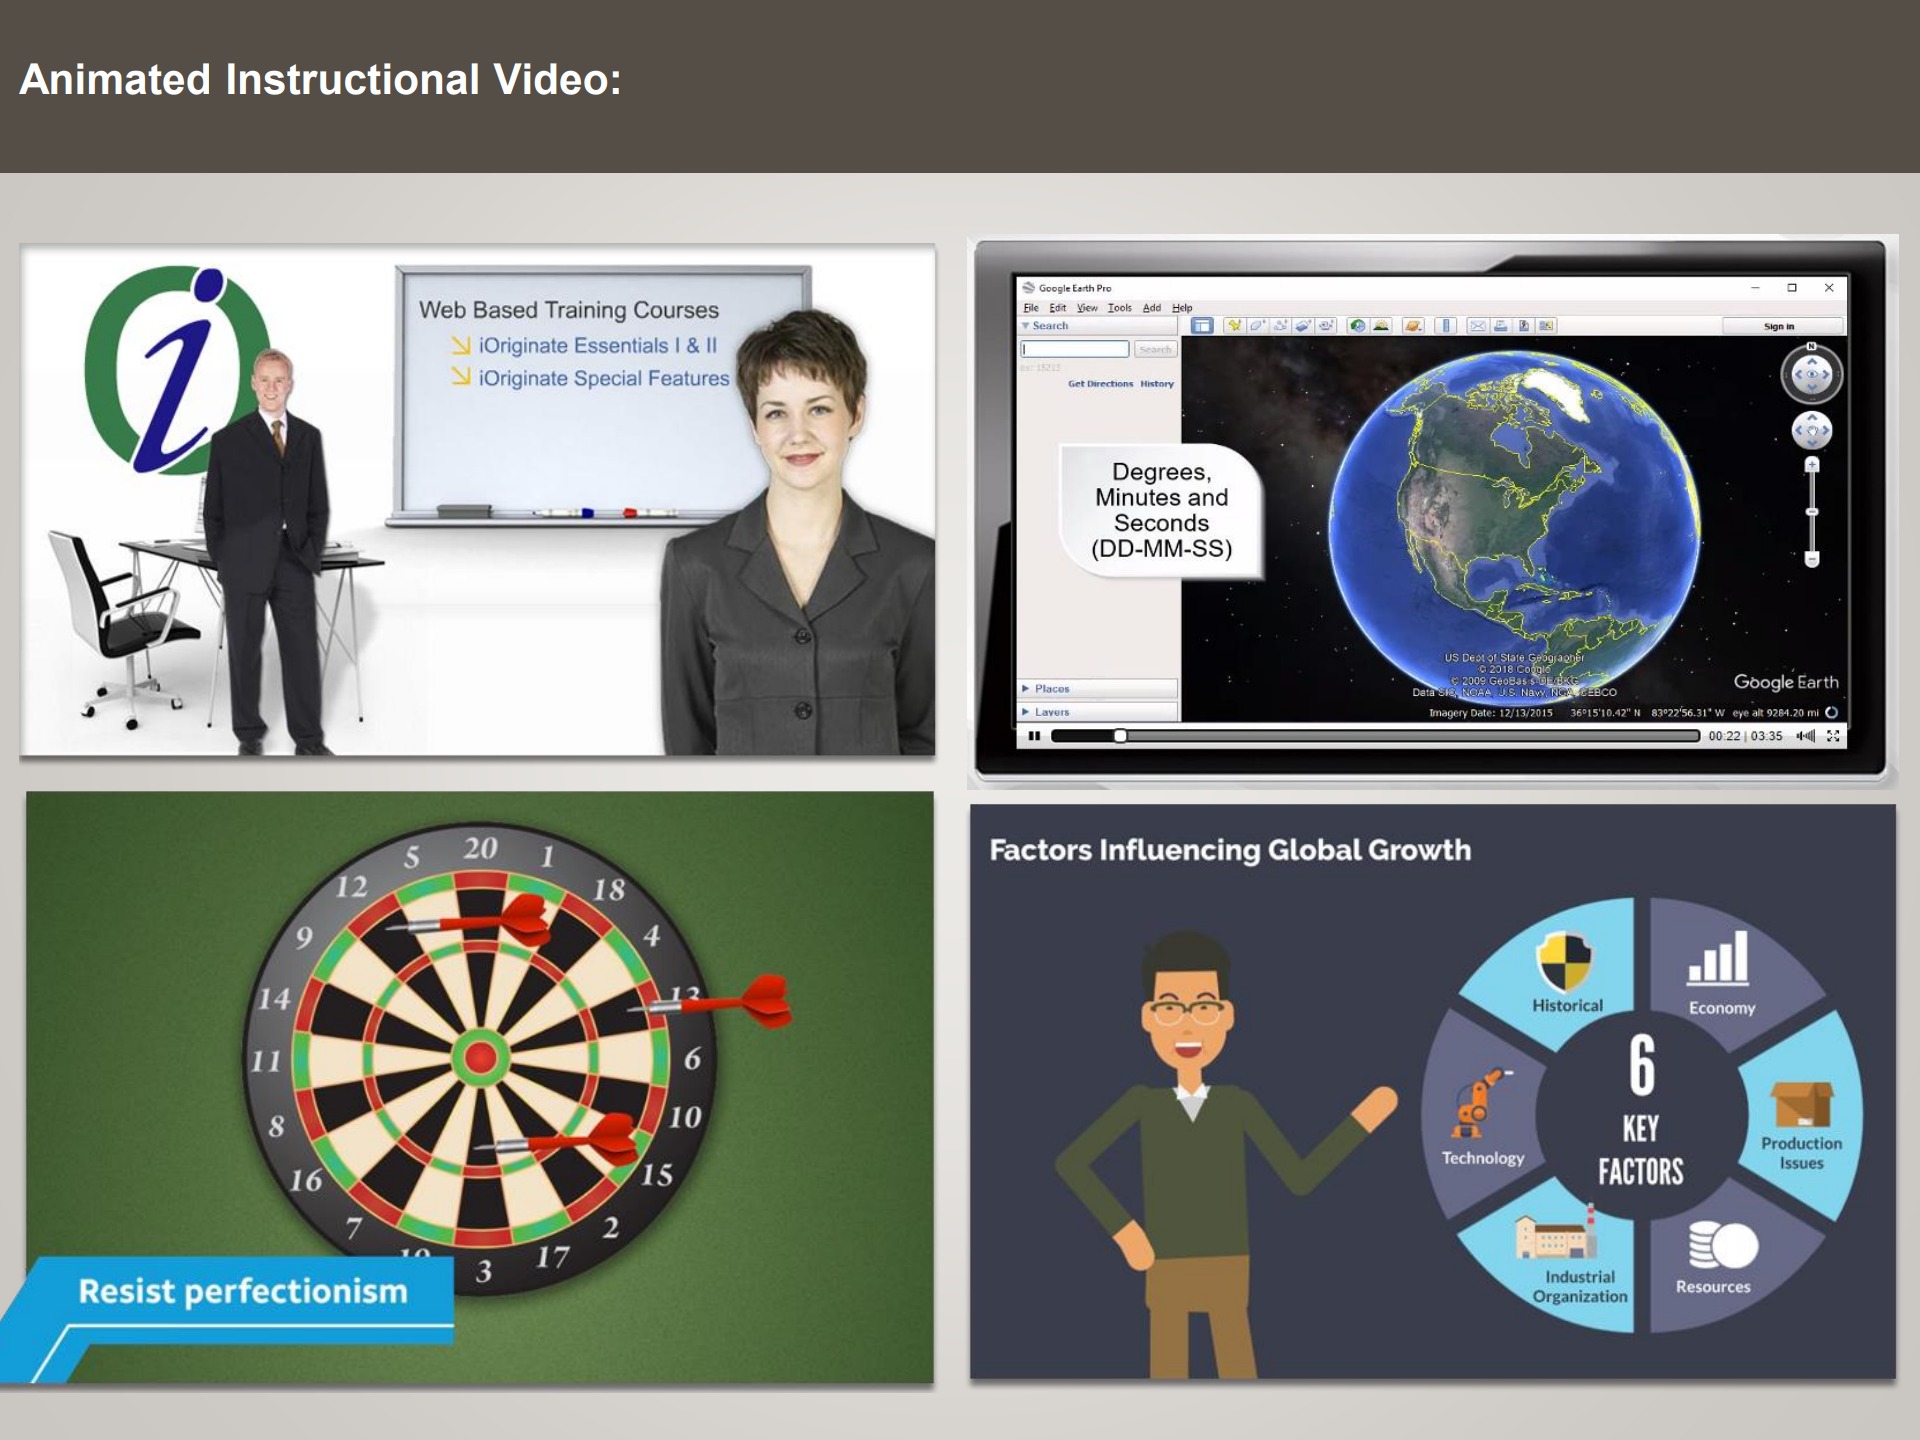 Animated Instructional Video:
i
Web Based Training Courses
iOriginate Essentials I & II
iOriginate Special Features
Google Earth Pro
File Edit View Tools Add Help
Search
Sign in
Search
Get Directions History
N
Degrees,
Minutes and
Seconds
(DD-MM-SS)
US Dept of State Geographer
© 2018 Google
© 2009 GeoBasis-DE/BKG
Data SIO, NOAA, U.S. Navy, NGA, GEBCO
Google Earth
Places
Layers
Imagery Date: 12/13/2015 36°15'10.42" N 83°22'56.31" W eye alt 9284.20 mi
00:22 | 03:35
5 20 1
12 18
9 4
14 13
11 6
8 10
16 15
7 2
19 3 17
Resist perfectionism
Factors Influencing Global Growth
Historical
Economy
6
KEY
FACTORS
Technology
Production
Issues
Industrial
Organization
Resources